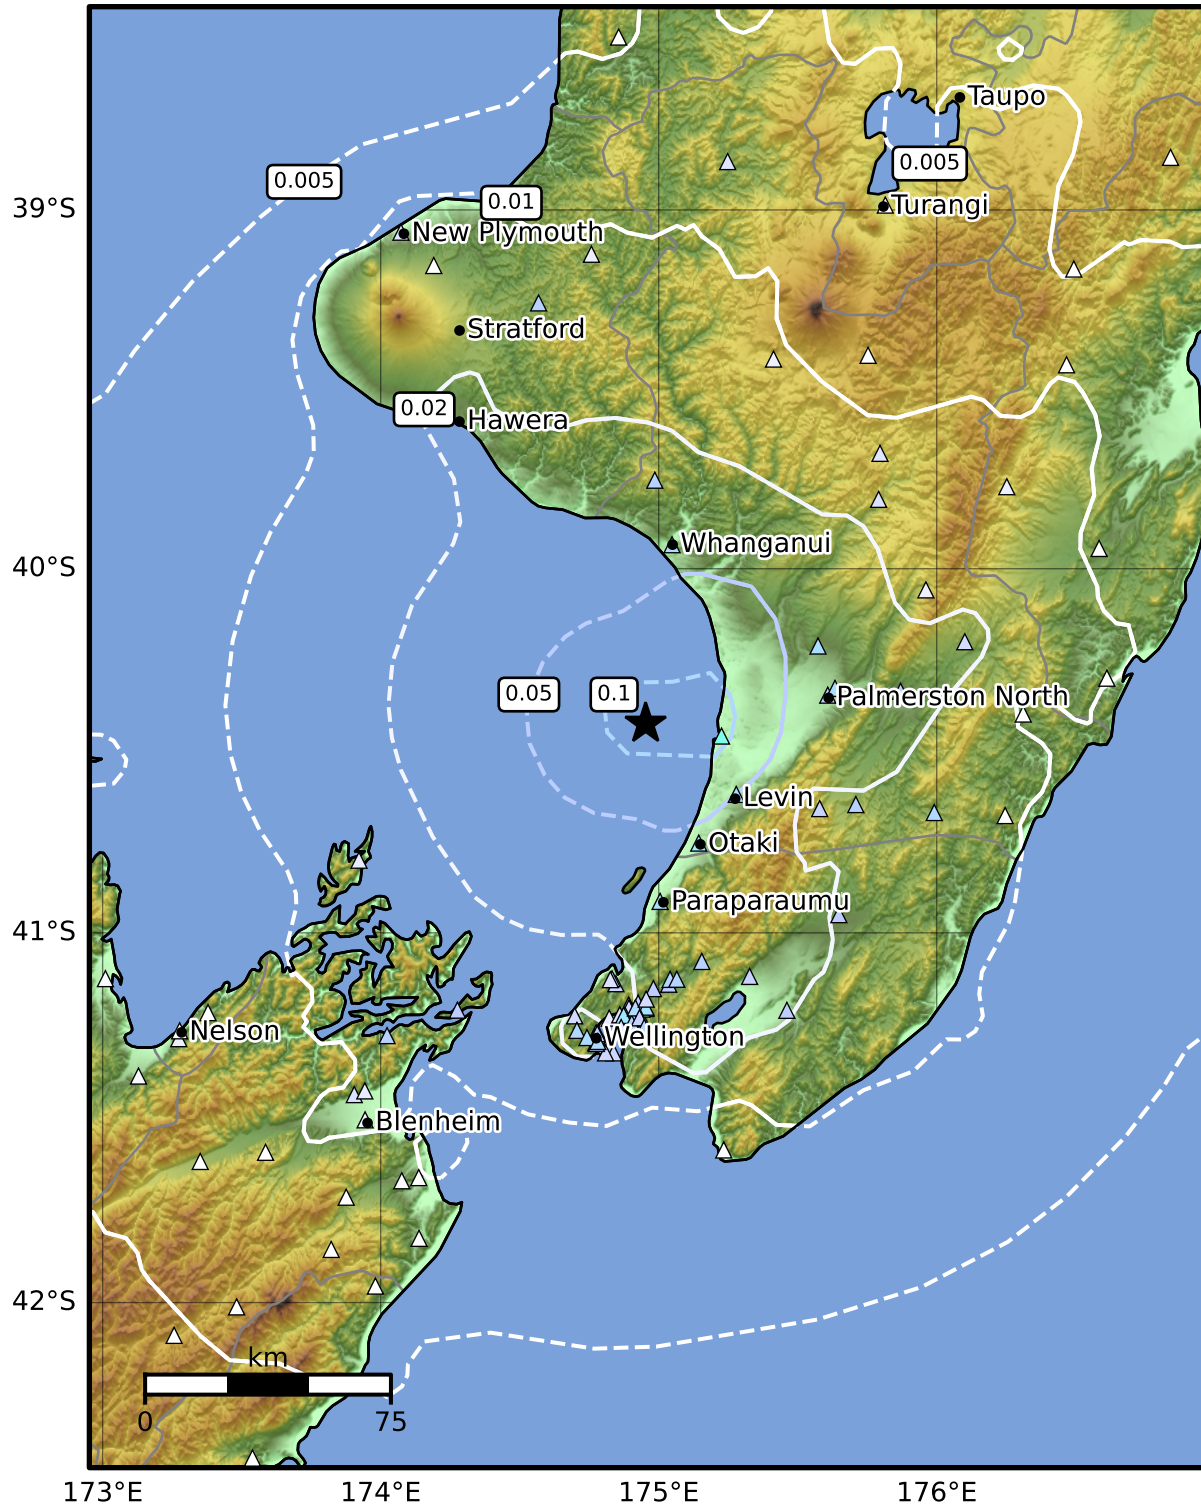 Taupo
0.005
0.005
0.01
39°S
Turangi
New Plymouth
Stratford
0.02
Hawera
Whanganui
40°S
0.05
0.1
Palmerston North
Levin
Otaki
Paraparaumu
41°S
Nelson
Wellington
Blenheim
42°S
km
0
75
173°E
174°E
175°E
176°E